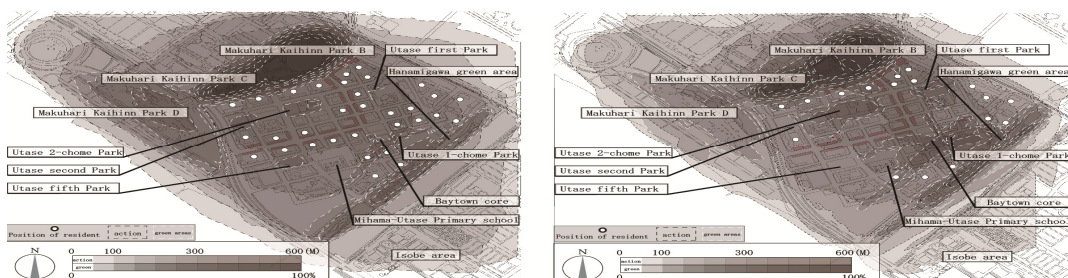 Makuhari Kaihinn Park B
Utase first Park
Makuhari Kaihinn Park C
Hanamigawa green area
Makuhari Kaihinn Park D
Utase 2-chome Park
Utase 1-chome Park
Utase second Park
Utase fifth Park
Baytown core
Mihama-Utase Primary school
Position of resident
action
green areas
Isobe area
N
0 100 300 600(M)
action
green
0 100%
Makuhari Kaihinn Park B
Utase first Park
Makuhari Kaihinn Park C
Hanamigawa green area
Makuhari Kaihinn Park D
Utase 2-chome Park
Utase 1-chome Park
Utase second Park
Utase fifth Park
Baytown core
Mihama-Utase Primary school
Position of resident
action
green areas
Isobe area
N
0 100 300 600(M)
action
green
0 100%